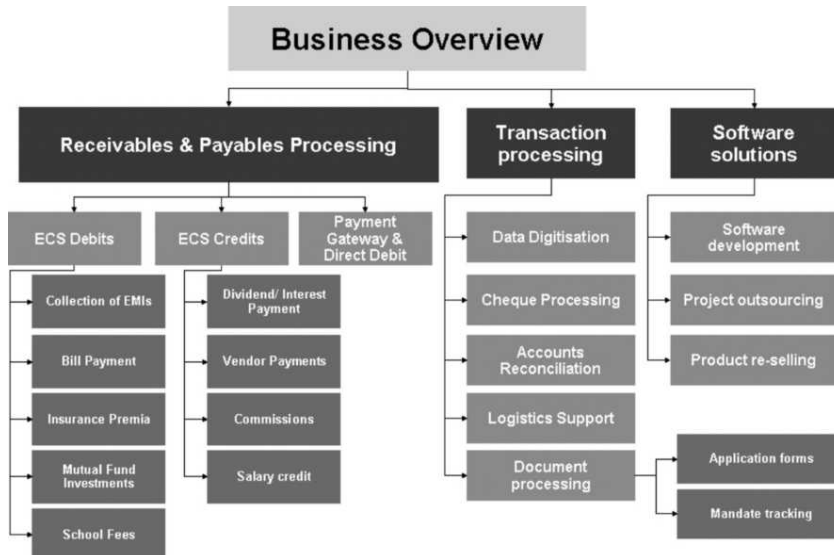 Business Overview
Receivables & Payables Processing
Transaction
processing
Software
solutions
ECS Debits
ECS Credits
Payment
Gateway &
Direct Debit
Collection of EMIs
Bill Payment
Insurance Premia
Mutual Fund
Investments
School Fees
Dividend/ Interest
Payment
Vendor Payments
Commissions
Salary credit
Data Digitisation
Cheque Processing
Accounts
Reconciliation
Logistics Support
Document
processing
Application forms
Mandate tracking
Software
development
Project outsourcing
Product re-selling